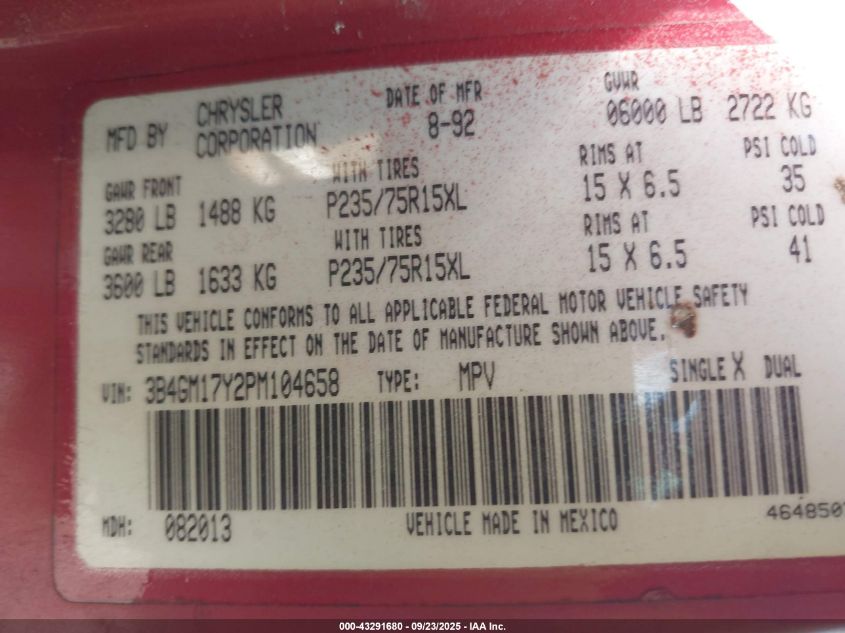 MFD BY CHRYSLER CORPORATION DATE OF MFR 8-92 GVWR 06000 LB 2722 KG
GAWR FRONT WITH TIRES RIMS AT PSI COLD
3280 LB 1488 KG P235/75R15XL 15 X 6.5 35
GAWR REAR WITH TIRES RIMS AT PSI COLD
3600 LB 1633 KG P235/75R15XL 15 X 6.5 41
THIS VEHICLE CONFORMS TO ALL APPLICABLE FEDERAL MOTOR VEHICLE SAFETY
STANDARDS IN EFFECT ON THE DATE OF MANUFACTURE SHOWN ABOVE.
VIN: 3B4GM17Y2PM104658 TYPE: MPV SINGLE X DUAL
MDH: 082013 VEHICLE MADE IN MEXICO
000-43291680 - 09/23/2025 - IAA Inc.